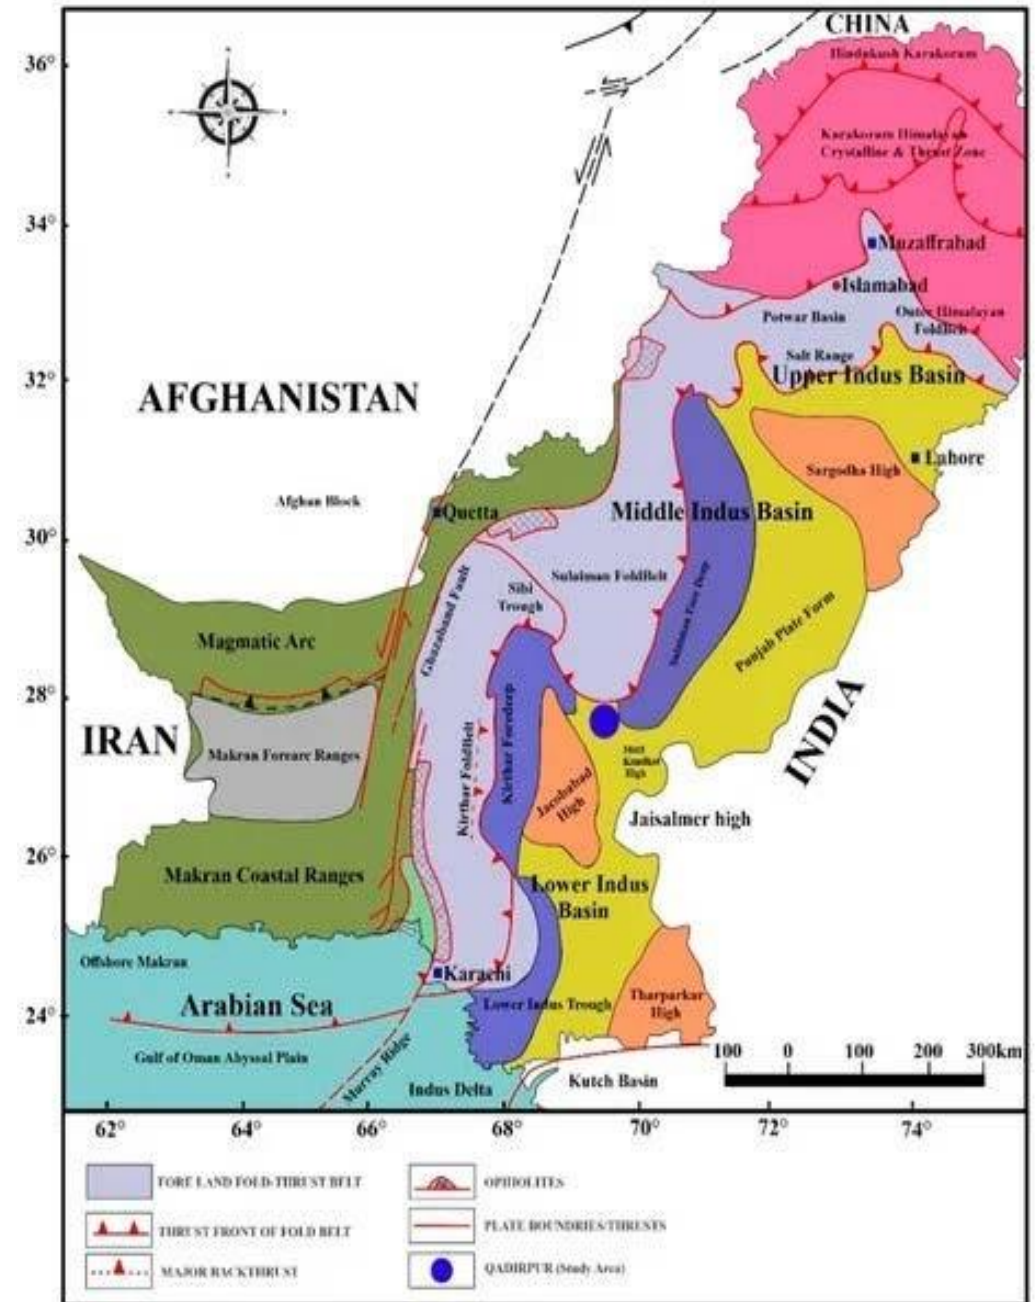 CHINA
Hindukush Karakoram
36°
Karakoram Himalayan
Crystalline & Thrust Zone
34°
Muzaffrabad
Islamabad
Potwar Basin
Outer Himalayan
FoldBelt
Salt Range
32°
Upper Indus Basin
AFGHANISTAN
Lahore
Sargodha High
Afghan Block
Quetta
Middle Indus Basin
30°
Sulaiman FoldBelt
Sibi
Trough
Ghazaband Fault
Sulaiman Fore Deep
Punjab Plate Form
Magmatic Arc
28°
IRAN
INDIA
Makran Forearc Ranges
Kirthar FoldBelt
Kirthar Foredeep
Jacobabad
High
Mari
Kandhot
High
Jaisalmer high
26°
Makran Coastal Ranges
Lower Indus
Basin
Offshore Makran
Karachi
Arabian Sea
Lower Indus Trough
Tharparkar
High
24°
Gulf of Oman Abyssal Plain
Murray Ridge
Indus Delta
Kutch Basin
100 0 100 200 300km
62° 64° 66° 68° 70° 72° 74°
FORE LAND FOLD-THRUST BELT
OPHIOLITES
THRUST FRONT OF FOLD BELT
PLATE BOUNDRIES/THRUSTS
MAJOR BACKTHRUST
QADIRPUR (Study Area)